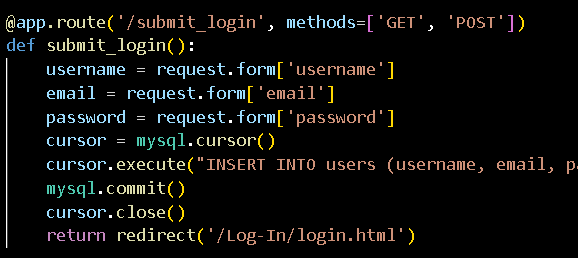 @app.route('/submit_login', methods=['GET', 'POST'])
def submit_login():
username = request.form['username']
email = request.form['email']
password = request.form['password']
cursor = mysql.cursor()
cursor.execute("INSERT INTO users (username, email, pa
mysql.commit()
cursor.close()
return redirect('/Log-In/login.html')